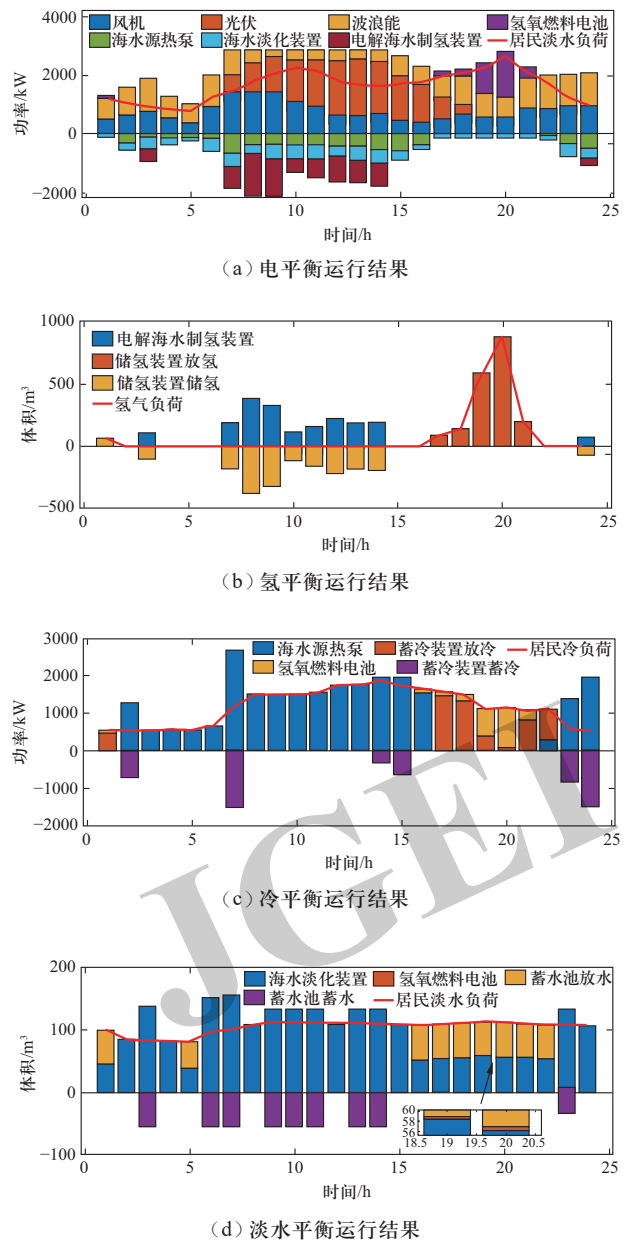 风机 光伏 波浪能 氢氧燃料电池
海水源热泵 海水淡化装置 电解海水制氢装置 居民淡水负荷
4000
2000
0
−2000
功率/kW
0 5 10 15 20 25
时间/h
(a) 电平衡运行结果
1000
500
0
−500
体积/m³
电解海水制氢装置
储氢装置放氢
储氢装置储氢
氢气负荷
0 5 10 15 20 25
时间/h
(b) 氢平衡运行结果
3000
2000
1000
0
−1000
−2000
功率/kW
海水源热泵 蓄冷装置放冷 居民冷负荷
氢氧燃料电池 蓄冷装置蓄冷
0 5 10 15 20 25
时间/h
(c) 冷平衡运行结果
JGEI
200
100
0
−100
体积/m³
海水淡化装置 氢氧燃料电池 蓄水池放水
蓄水池蓄水 居民淡水负荷
60
58
56
18.5 19 19.5 20 20.5
0 5 10 15 20 25
时间/h
(d) 淡水平衡运行结果